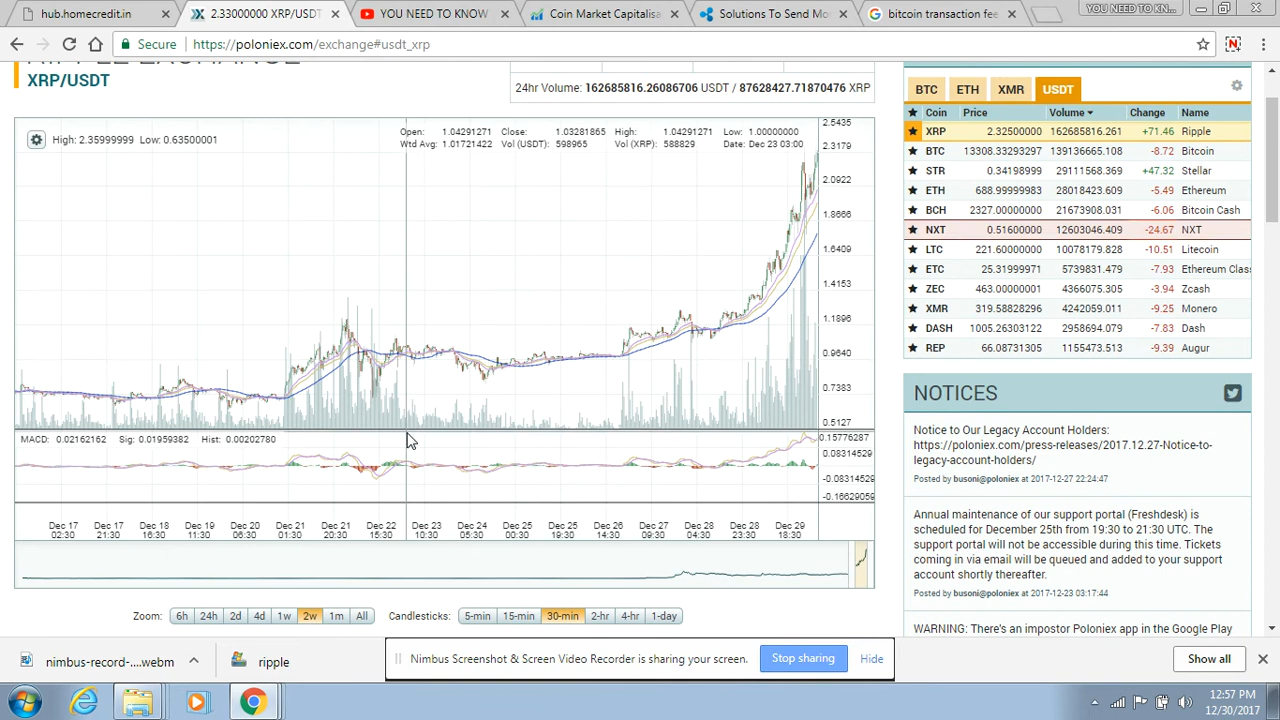 hub.homecredit.in
2.33000000 XRP/USDT
YOU NEED TO KNOW
Coin Market Capitalisa
Solutions To Send Mo
bitcoin transaction fee
YOU NEED TO KNOW ...
Secure
https://poloniex.com/exchange#usdt_xrp
RIPPLE EXCHANGE
XRP/USDT
24hr Volume: 162685816.26086706 USDT / 87628427.71870476 XRP
High: 2.35999999 Low: 0.63500001
Open: 1.04291271 Close: 1.03281865 High: 1.04291271 Low: 1.00000000
Wtd Avg: 1.01721422 Vol (USDT): 598965 Vol (XRP): 588829 Date: Dec 23 03:00
2.5435
2.3179
2.0922
1.8666
1.6409
1.4153
1.1896
0.9640
0.7383
0.5127
MACD: 0.02162162 Sig: 0.01959382 Hist: 0.00202780
0.15776287
0.08314529
-0.08314529
-0.16629059
Dec 17 Dec 17 Dec 18 Dec 19 Dec 20 Dec 21 Dec 21 Dec 22 Dec 23 Dec 24 Dec 25 Dec 26 Dec 27 Dec 28 Dec 28 Dec 29
02:30 21:30 16:30 11:30 06:30 01:30 20:30 15:30 10:30 05:30 00:30 19:30 14:30 09:30 04:30 23:30 18:30
Zoom: 6h 24h 2d 4d 1w 2w 1m All Candlesticks: 5-min 15-min 30-min 2-hr 4-hr 1-day
BTC ETH XMR USDT
Coin Price Volume Change Name
XRP 2.32500000 162685816.261 +71.46 Ripple
BTC 13308.33293297 139136665.108 -8.72 Bitcoin
STR 0.34198999 29111568.369 +47.32 Stellar
ETH 688.99999983 28018423.609 -5.49 Ethereum
BCH 2327.00000000 21673908.031 -6.06 Bitcoin Cash
NXT 0.51600000 12603046.409 -24.67 NXT
LTC 221.60000000 10078179.828 -10.51 Litecoin
ETC 25.31999971 5739831.479 -7.93 Ethereum Class
ZEC 463.00000001 4366075.305 -3.94 Zcash
XMR 319.58828296 4242059.011 -9.25 Monero
DASH 1005.26303122 2958694.079 -7.83 Dash
REP 66.08731305 1155473.513 -9.39 Augur
NOTICES
Notice to Our Legacy Account Holders:
https://poloniex.com/press-releases/2017.12.27-Notice-to-
legacy-account-holders/
Posted by busoni@poloniex at 2017-12-27 22:24:47
Annual maintenance of our support portal (Freshdesk) is
scheduled for December 25th from 19:30 to 21:30 UTC. The
support portal will not be accessible during this time. Tickets
coming in via email will be queued and added to your support
account shortly thereafter.
Posted by busoni@poloniex at 2017-12-23 03:17:44
WARNING: There's an impostor Poloniex app in the Google Play
nimbus-record-....webm
ripple
Nimbus Screenshot & Screen Video Recorder is sharing your screen.
Stop sharing
Hide
Show all
12:57 PM
12/30/2017